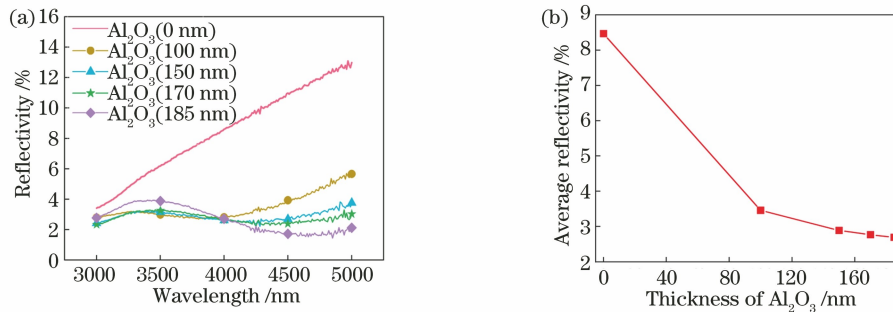 (a)
16
14
12
10
8
6
4
2
0
Reflectivity /%
Al₂O₃(0 nm)
Al₂O₃(100 nm)
Al₂O₃(150 nm)
Al₂O₃(170 nm)
Al₂O₃(185 nm)
3000 3500 4000 4500 5000
Wavelength /nm
(b)
9
8
7
6
5
4
3
2
Average reflectivity /%
0 40 80 120 160
Thickness of Al₂O₃ /nm